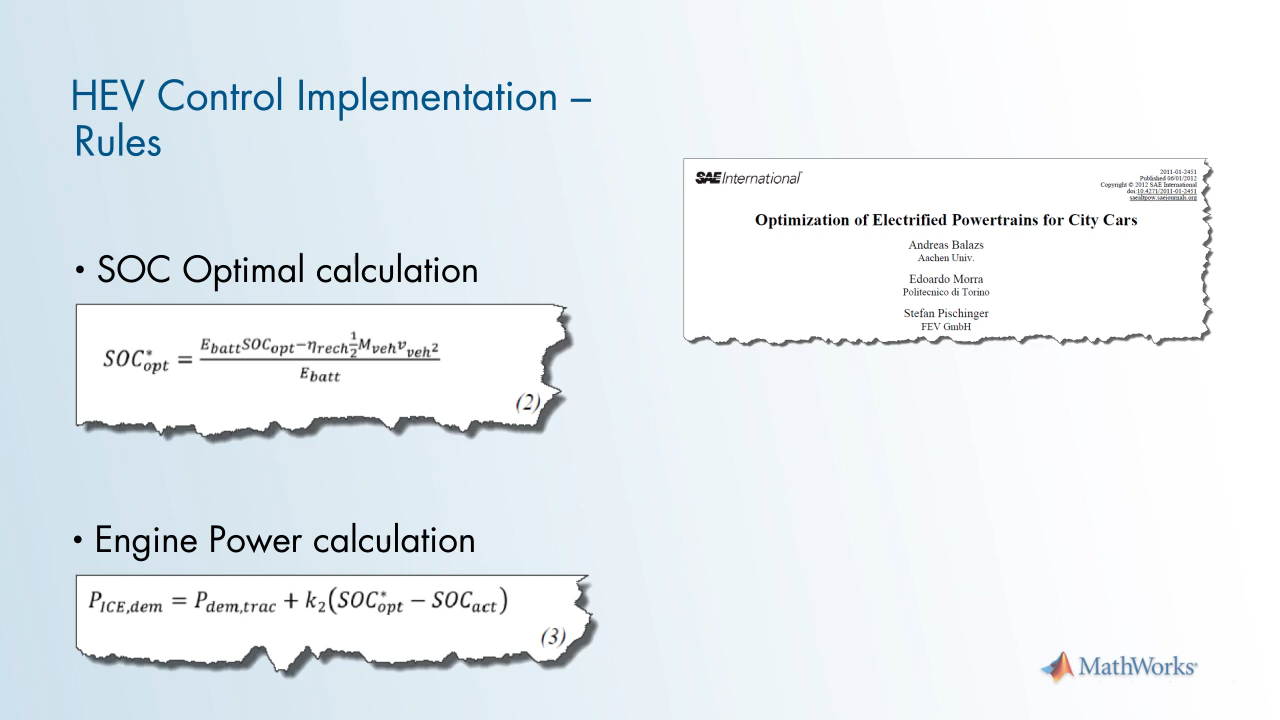 HEV Control Implementation –
Rules
SAE International
2011-01-2451
Published 06/01/2012
Copyright © 2012 SAE International
doi:10.4271/2011-01-2451
saealtpow.saejournals.org
Optimization of Electrified Powertrains for City Cars
Andreas Balazs
Aachen Univ.
Edoardo Morra
Politecnico di Torino
Stefan Pischinger
FEV GmbH
• SOC Optimal calculation
SOC*opt = (Ebatt SOCopt − ηrech ½ Mveh vveh²) / Ebatt
(2)
• Engine Power calculation
PICE,dem = Pdem,trac + k2(SOC*opt − SOCact)
(3)
MathWorks®